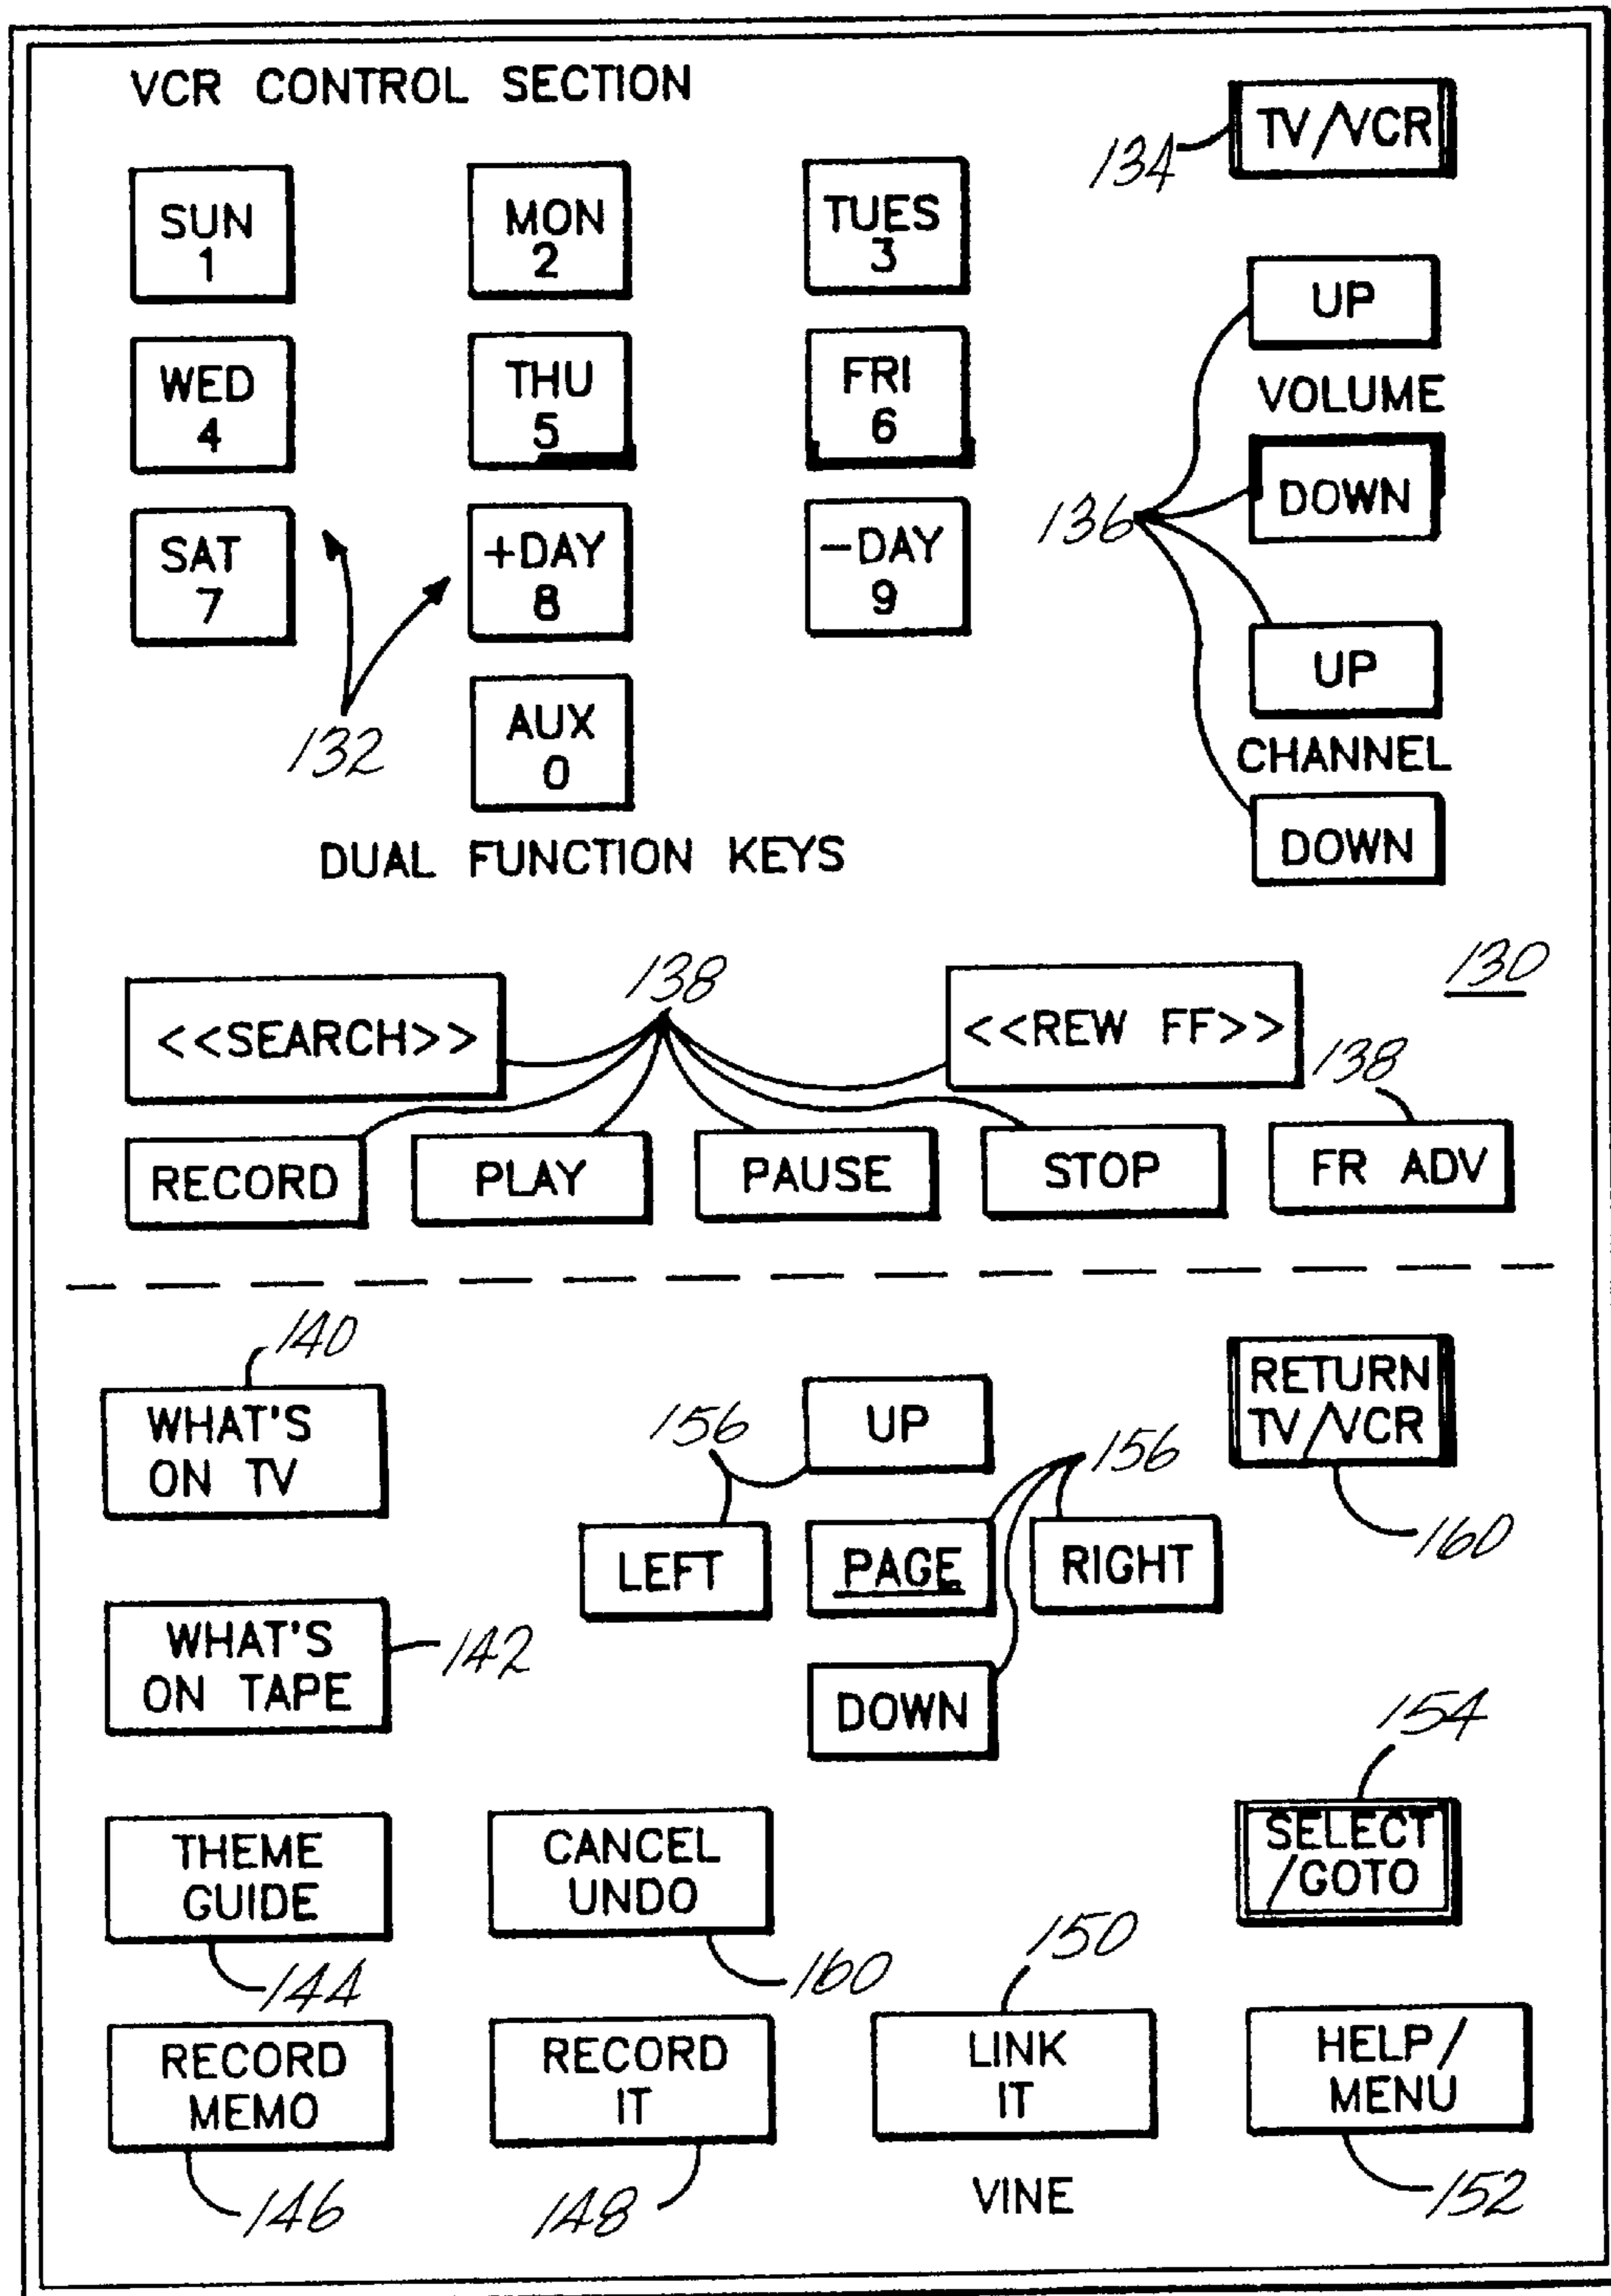 VCR CONTROL SECTION
TV/VCR
134
SUN
1
MON
2
TUES
3
UP
VOLUME
DOWN
136
WED
4
THU
5
FRI
6
SAT
7
+DAY
8
-DAY
9
UP
CHANNEL
DOWN
132
AUX
0
DUAL FUNCTION KEYS
138
130
<<SEARCH>>
<<REW FF>>
138
RECORD
PLAY
PAUSE
STOP
FR ADV
140
WHAT'S
ON TV
156
UP
156
RETURN
TV/VCR
160
LEFT
PAGE
RIGHT
WHAT'S
ON TAPE
142
DOWN
154
THEME
GUIDE
144
CANCEL
UNDO
160
SELECT
/GOTO
150
RECORD
MEMO
146
RECORD
IT
148
LINK
IT
HELP/
MENU
152
VINE